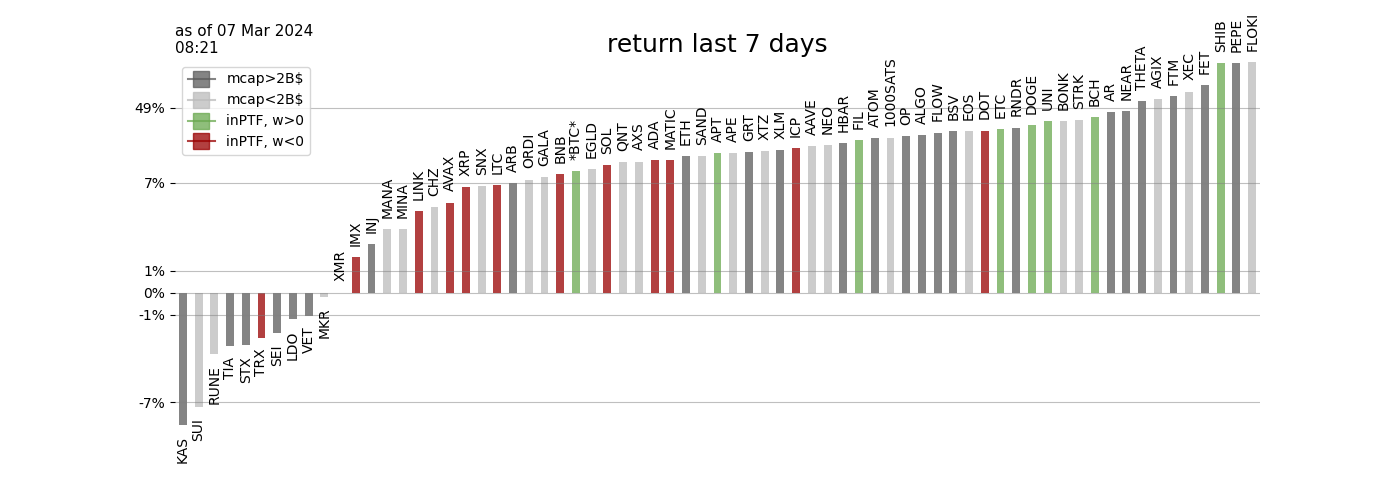 as of 07 Mar 2024
08:21
return last 7 days
mcap>2B$
mcap<2B$
inPTF, w>0
inPTF, w<0
49%
7%
1%
0%
-1%
-7%
KAS
SUI
RUNE
TIA
STX
TRX
SEI
LDO
VET
MKR
XMR
IMX
INJ
MANA
MINA
LINK
CHZ
AVAX
XRP
SNX
LTC
ARB
ORDI
GALA
BNB
*BTC*
EGLD
SOL
QNT
AXS
ADA
MATIC
ETH
SAND
APT
APE
GRT
XTZ
XLM
ICP
AAVE
NEO
HBAR
FIL
ATOM
1000SATS
OP
ALGO
FLOW
BSV
EOS
DOT
ETC
RNDR
DOGE
UNI
BONK
STRK
BCH
AR
NEAR
THETA
AGIX
FTM
XEC
FET
SHIB
PEPE
FLOKI